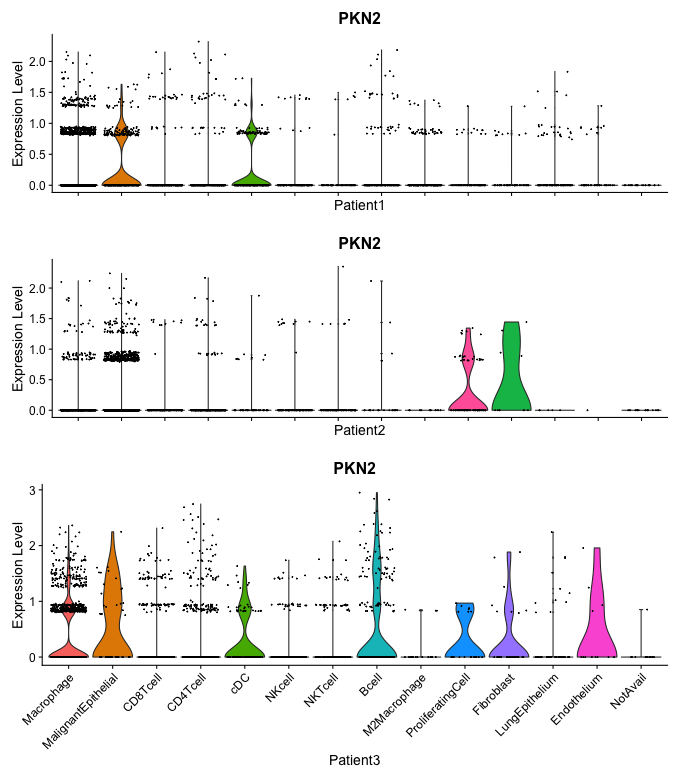 PKN2
Expression Level
2.0
1.5
1.0
0.5
0.0
Patient1
PKN2
Expression Level
2.0
1.5
1.0
0.5
0.0
Patient2
PKN2
Expression Level
3
2
1
0
Macrophage
MalignantEpithelial
CD8Tcell
CD4Tcell
cDC
NKcell
NKTcell
Bcell
M2Macrophage
ProliferatingCell
Fibroblast
LungEpithelium
Endothelium
NotAvail
Patient3